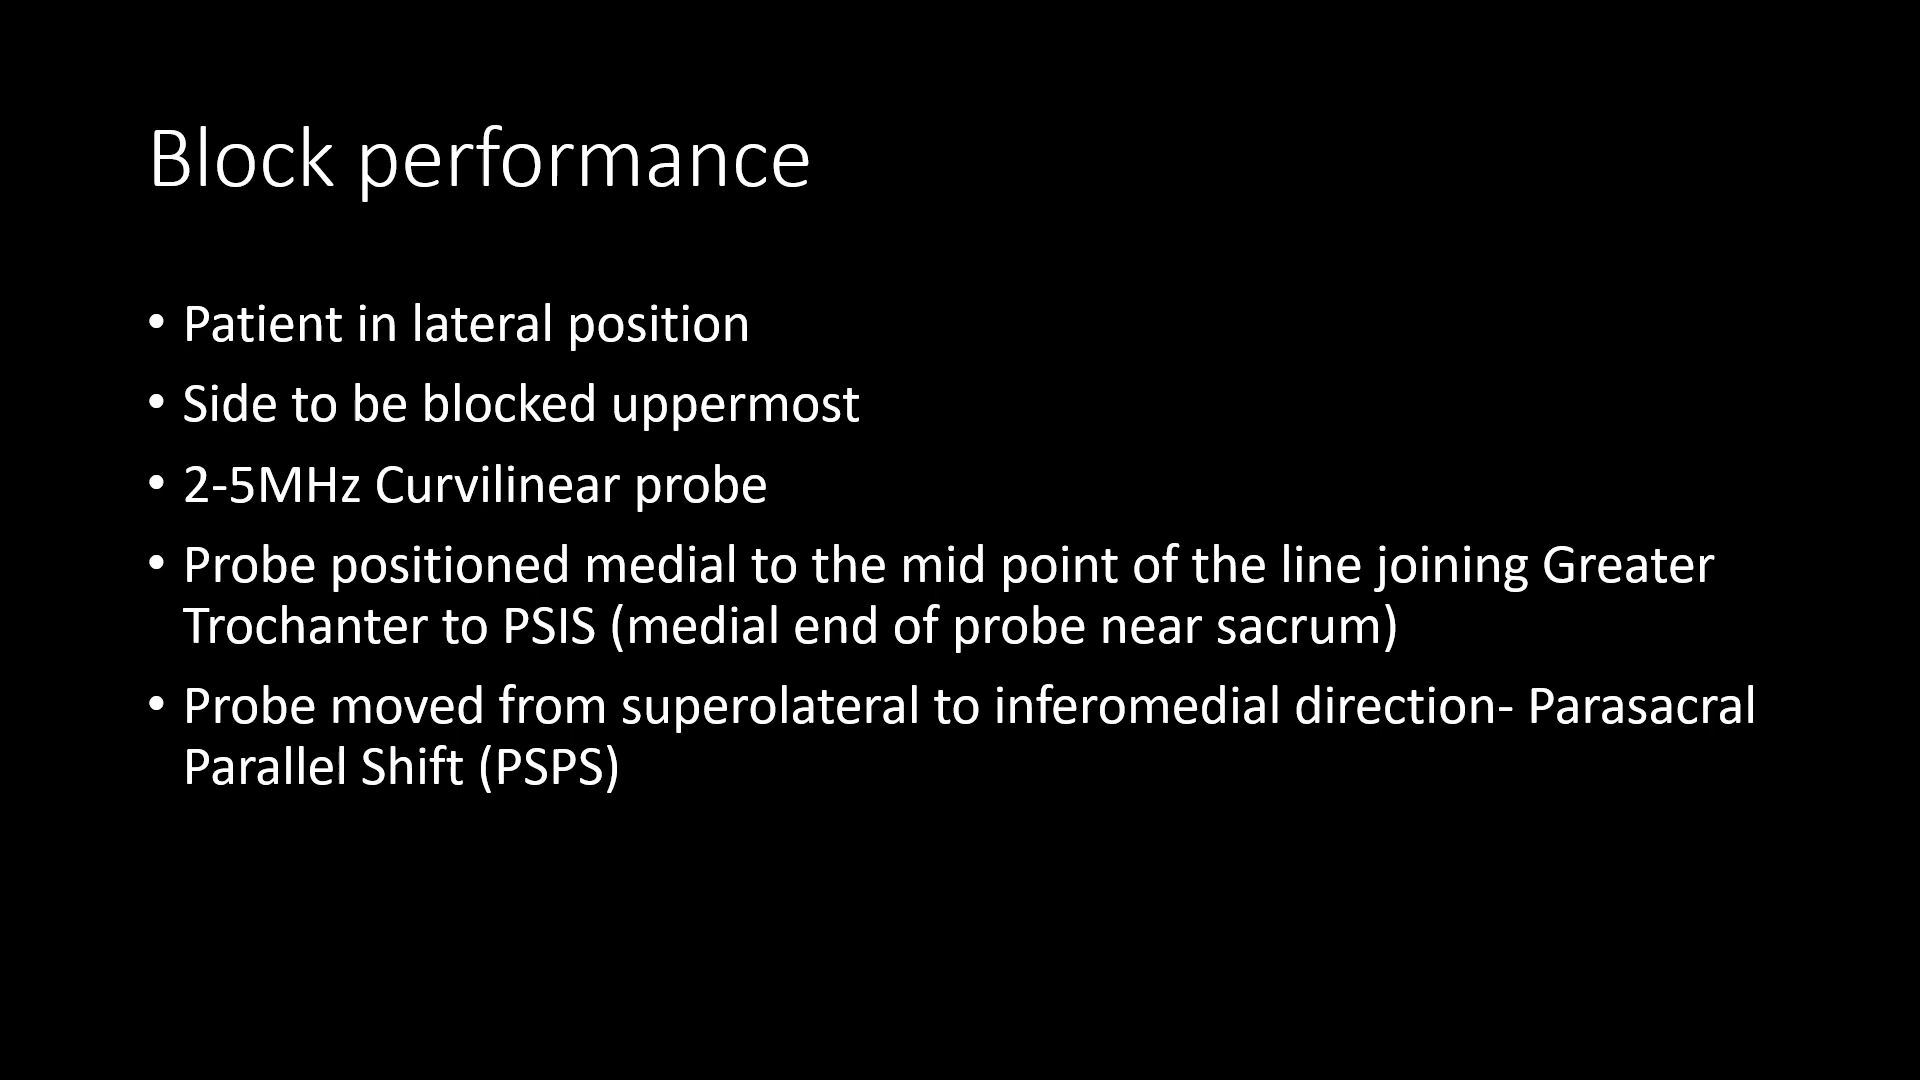 Block performance
• Patient in lateral position
• Side to be blocked uppermost
• 2-5MHz Curvilinear probe
• Probe positioned medial to the mid point of the line joining Greater
Trochanter to PSIS (medial end of probe near sacrum)
• Probe moved from superolateral to inferomedial direction- Parasacral
Parallel Shift (PSPS)